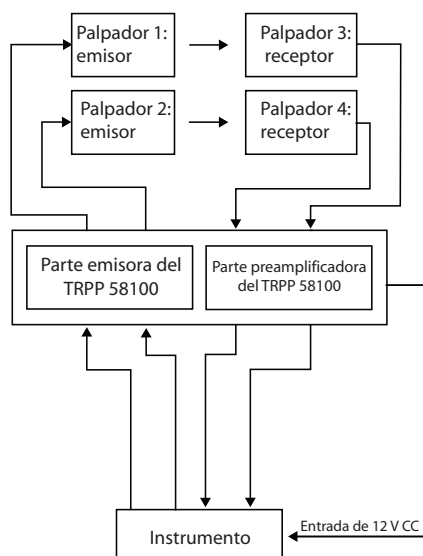 Palpador 1:
emisor
Palpador 3:
receptor
Palpador 2:
emisor
Palpador 4:
receptor
Parte emisora del
TRPP 58100
Parte preamplificadora
del TRPP 58100
Instrumento
Entrada de 12 V CC